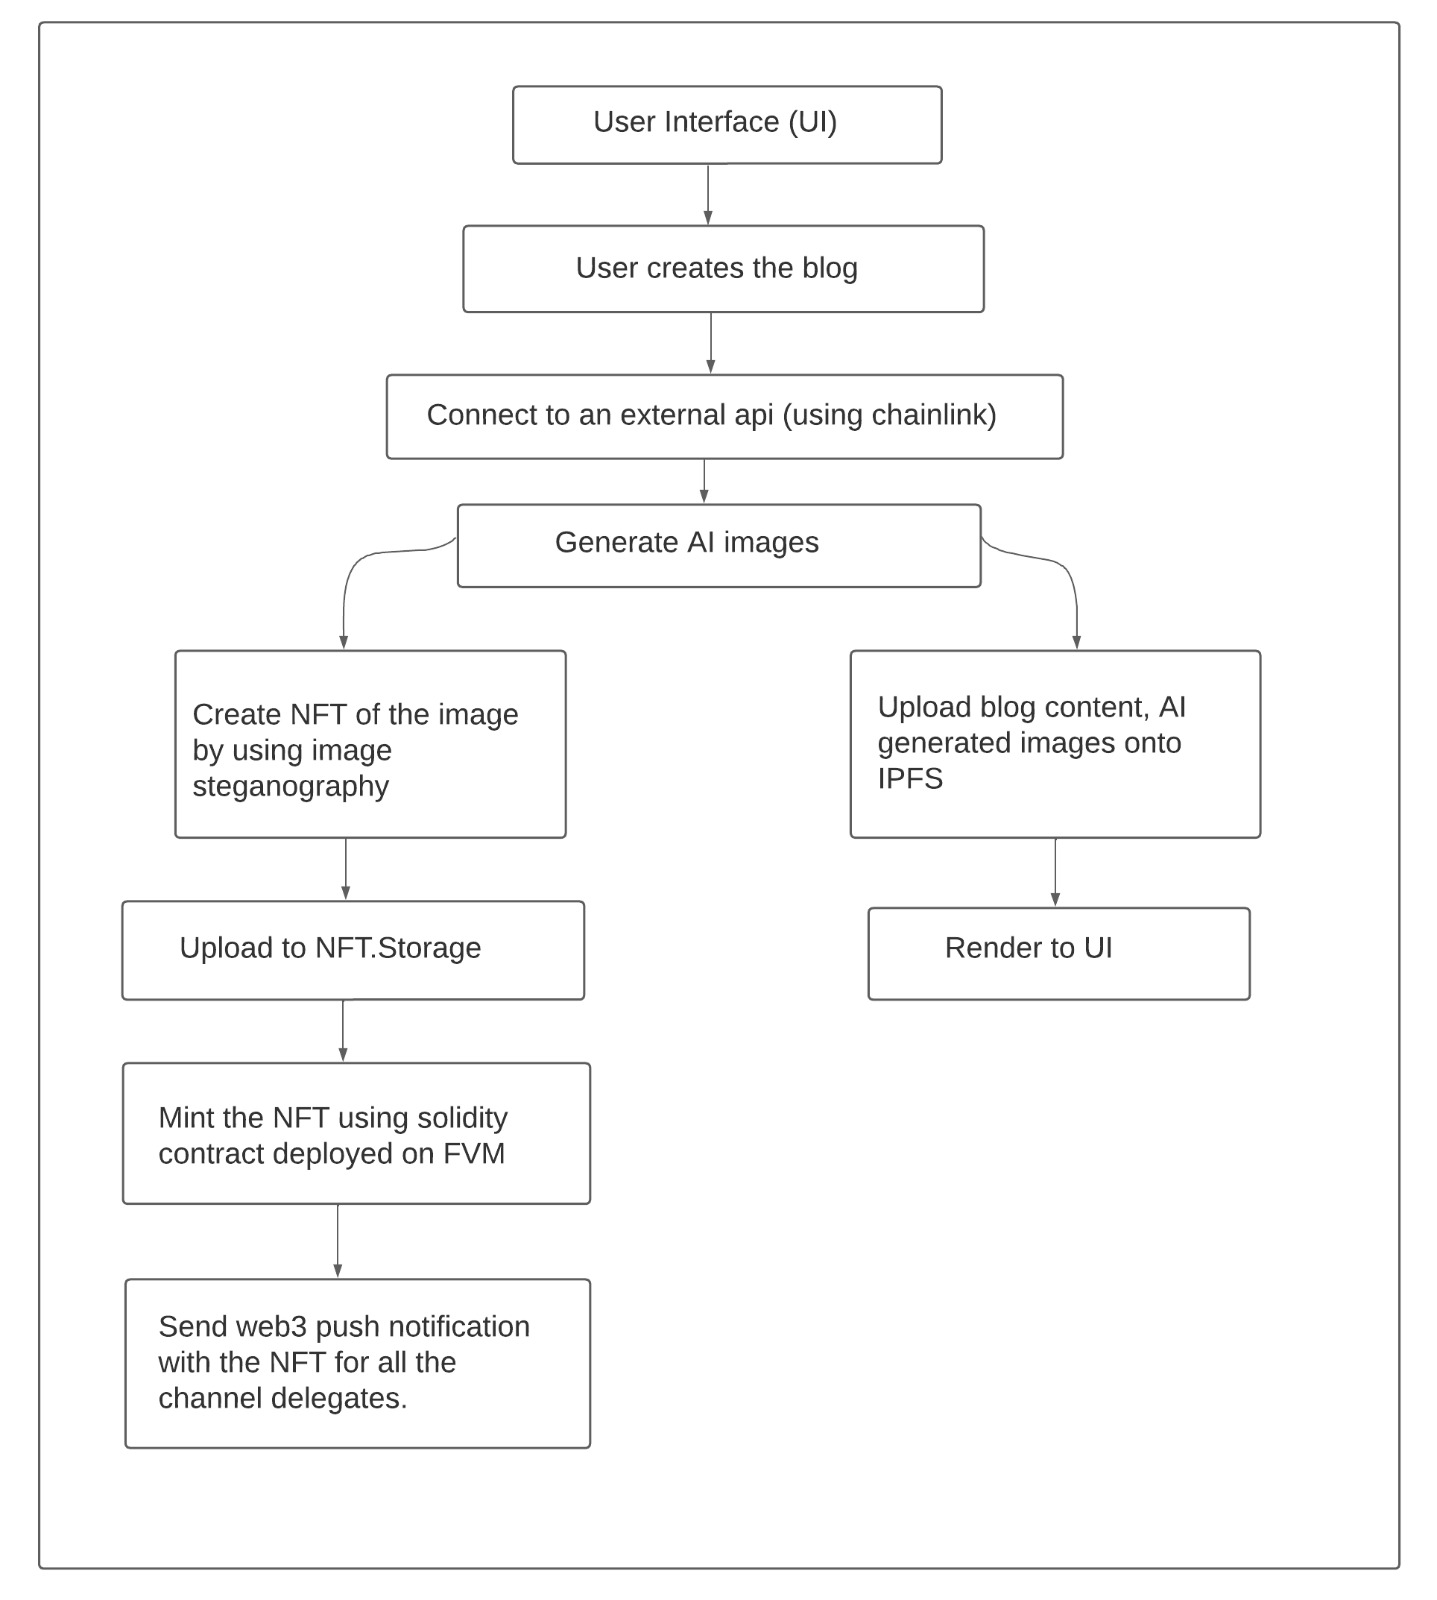 User Interface (UI)
User creates the blog
Connect to an external api (using chainlink)
Generate AI images
Create NFT of the image
by using image
steganography
Upload blog content, AI
generated images onto
IPFS
Upload to NFT.Storage
Render to UI
Mint the NFT using solidity
contract deployed on FVM
Send web3 push notification
with the NFT for all the
channel delegates.